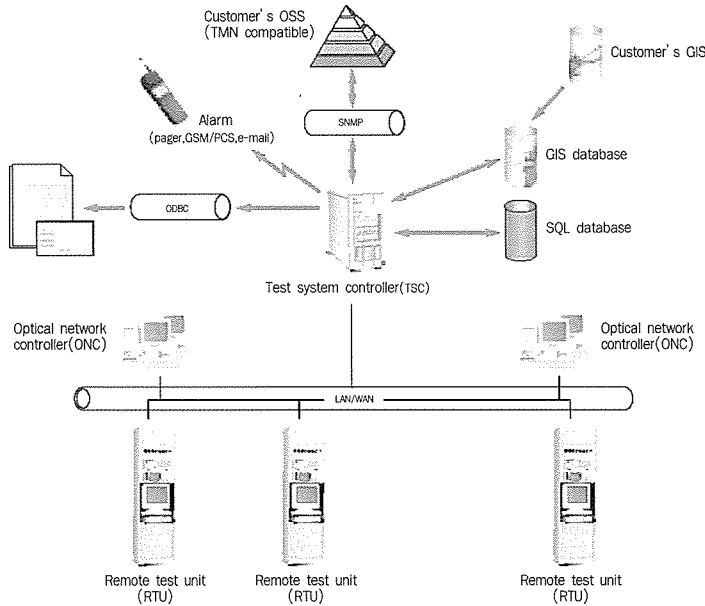 Customer's OSS
(TMN compatible)
Customer's GIS
Alarm
(pager,GSM/PCS,e-mail)
SNMP
GIS database
ODBC
SQL database
Test system controller(TSC)
Optical network
controller(ONC)
Optical network
controller(ONC)
LAN/WAN
Remote test unit
(RTU)
Remote test unit
(RTU)
Remote test unit
(RTU)